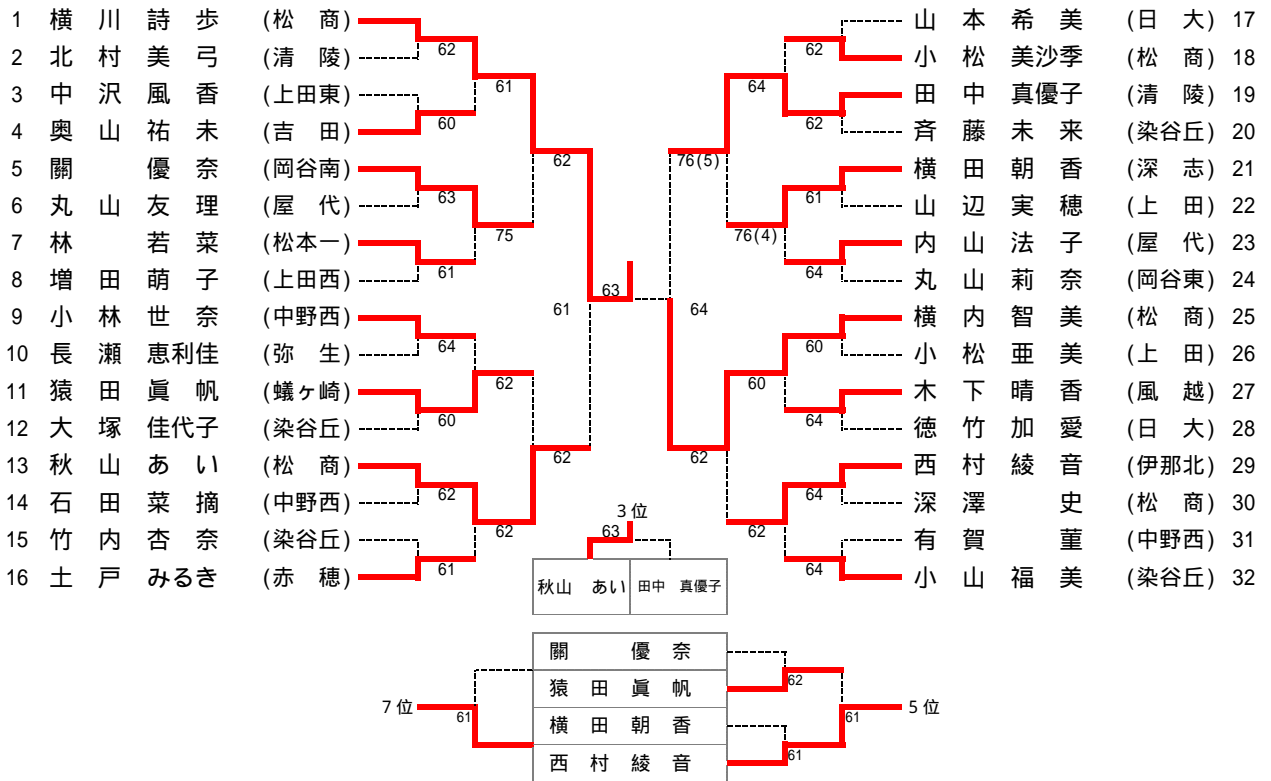 1 横川詩歩 (松商)
2 北村美弓 (清陵)
3 中沢風香 (上田東)
4 奥山祐未 (吉田)
5 關優奈 (岡谷南)
6 丸山友理 (屋代)
7 林若菜 (松本一)
8 増田萌子 (上田西)
9 小林世奈 (中野西)
10 長瀬恵利佳 (弥生)
11 猿田眞帆 (蟻ヶ崎)
12 大塚佳代子 (染谷丘)
13 秋山あい (松商)
14 石田菜摘 (中野西)
15 竹内杏奈 (染谷丘)
16 土戸みるき (赤穂)
62
60
63
61
64
60
62
61
61
75
62
62
62
62
61
63
64
76(5)
62
64
76(4)
60
62
62
62
61
64
60
64
64
64
山本希美 (日大) 17
小松美沙季 (松商) 18
田中真優子 (清陵) 19
斉藤未来 (染谷丘) 20
横田朝香 (深志) 21
山辺実穂 (上田) 22
内山法子 (屋代) 23
丸山莉奈 (岡谷東) 24
横内智美 (松商) 25
小松亜美 (上田) 26
木下晴香 (風越) 27
徳竹加愛 (日大) 28
西村綾音 (伊那北) 29
深澤史 (松商) 30
有賀菫 (中野西) 31
小山福美 (染谷丘) 32
3位
63
秋山あい 田中真優子
關優奈
猿田眞帆
横田朝香
西村綾音
62
61
61
5位
7位
61